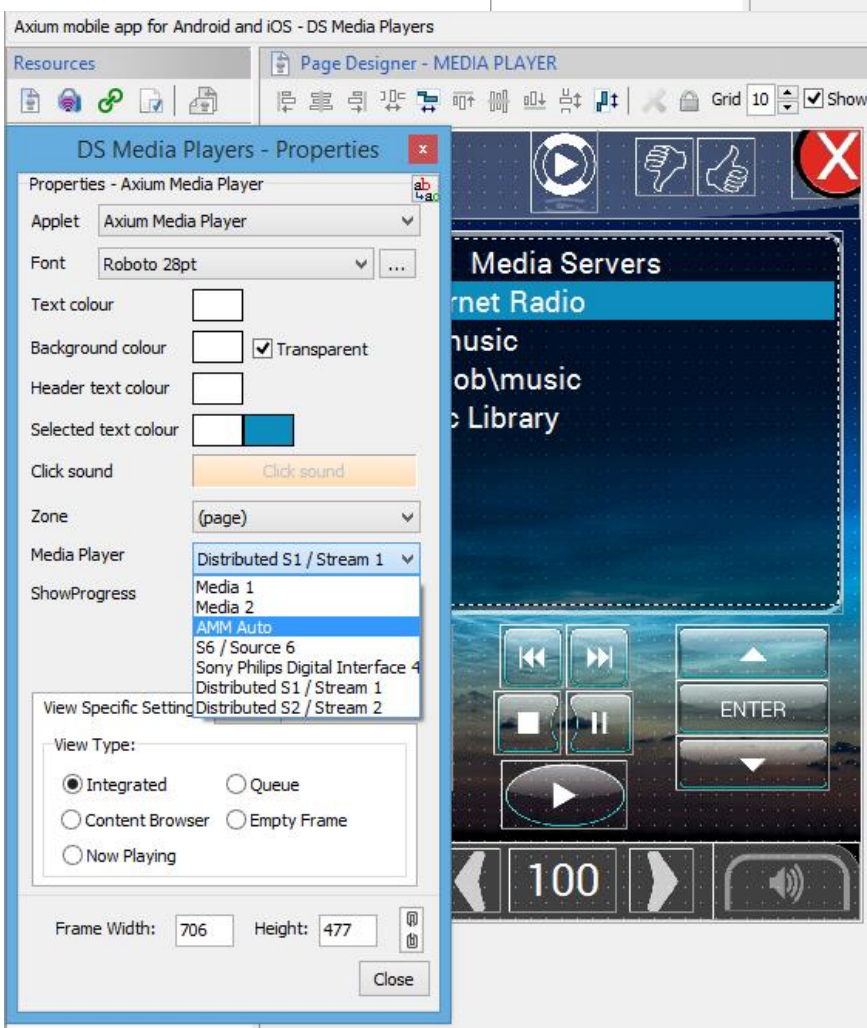 Axium mobile app for Android and iOS - DS Media Players
Resources
Page Designer - MEDIA PLAYER
Grid 10 Show
DS Media Players - Properties x
Properties - Axium Media Player
ab
ac
Applet Axium Media Player
Font Roboto 28pt ...
Text colour
Background colour Transparent
Header text colour
Selected text colour
Click sound Click sound
Zone (page)
Media Player Distributed S1 / Stream 1
ShowProgress
Media 1
Media 2
AMM Auto
S6 / Source 6
Sony Philips Digital Interface 4
Distributed S1 / Stream 1
Distributed S2 / Stream 2
View Specific Setting
View Type:
Integrated Queue
Content Browser Empty Frame
Now Playing
Frame Width: 706 Height: 477
Close
X
Media Servers
rnet Radio
music
ob\music
c Library
ENTER
100